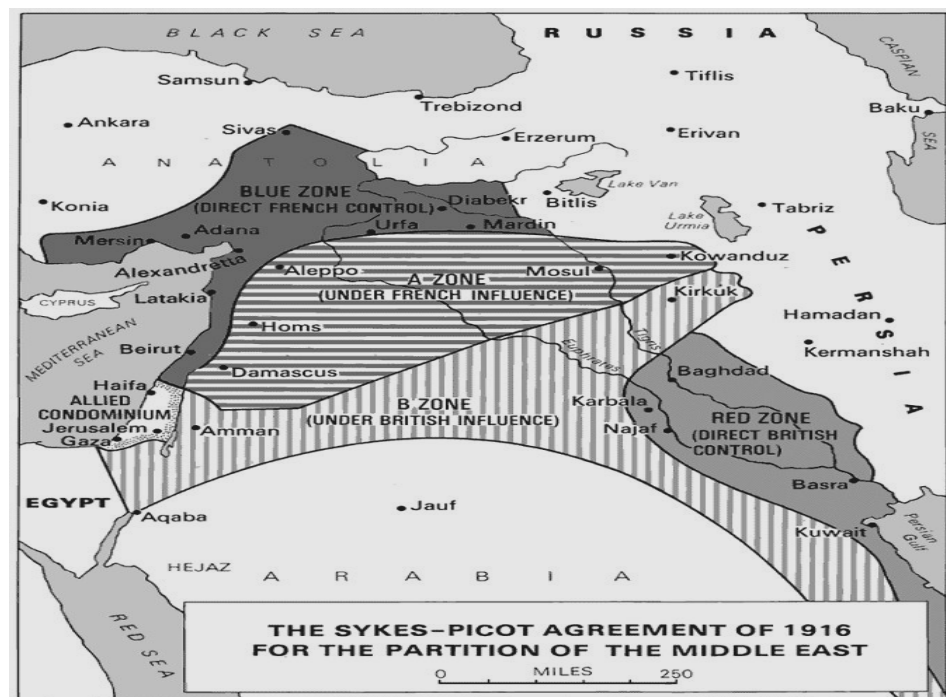 BLACK SEA
RUSSIA
CASPIAN
SEA
Samsun
Trebizond
Tiflis
Baku
Ankara
Sivas
Erzerum
Erivan
ANATOLIA
Lake Van
BLUE ZONE
(DIRECT FRENCH CONTROL)
Diabekr
Bitlis
Konia
Lake
Urmia
Tabriz
Mersin
Adana
Urfa
Mardin
PERSIA
Alexandretta
Aleppo
A ZONE
(UNDER FRENCH INFLUENCE)
Mosul
Kowanduz
CYPRUS
Latakia
Kirkuk
Homs
Hamadan
MEDITERRANEAN
SEA
Beirut
Euphrates
Tigris
Kermanshah
Damascus
Baghdad
Haifa
ALLIED
CONDOMINIUM
B ZONE
(UNDER BRITISH INFLUENCE)
Karbala
RED ZONE
(DIRECT BRITISH
CONTROL)
Jerusalem
Gaza
Amman
Najaf
EGYPT
Basra
Aqaba
Jauf
Kuwait
Persian
Gulf
HEJAZ
ARABIA
RED SEA
THE SYKES–PICOT AGREEMENT OF 1916
FOR THE PARTITION OF THE MIDDLE EAST
0 MILES 250